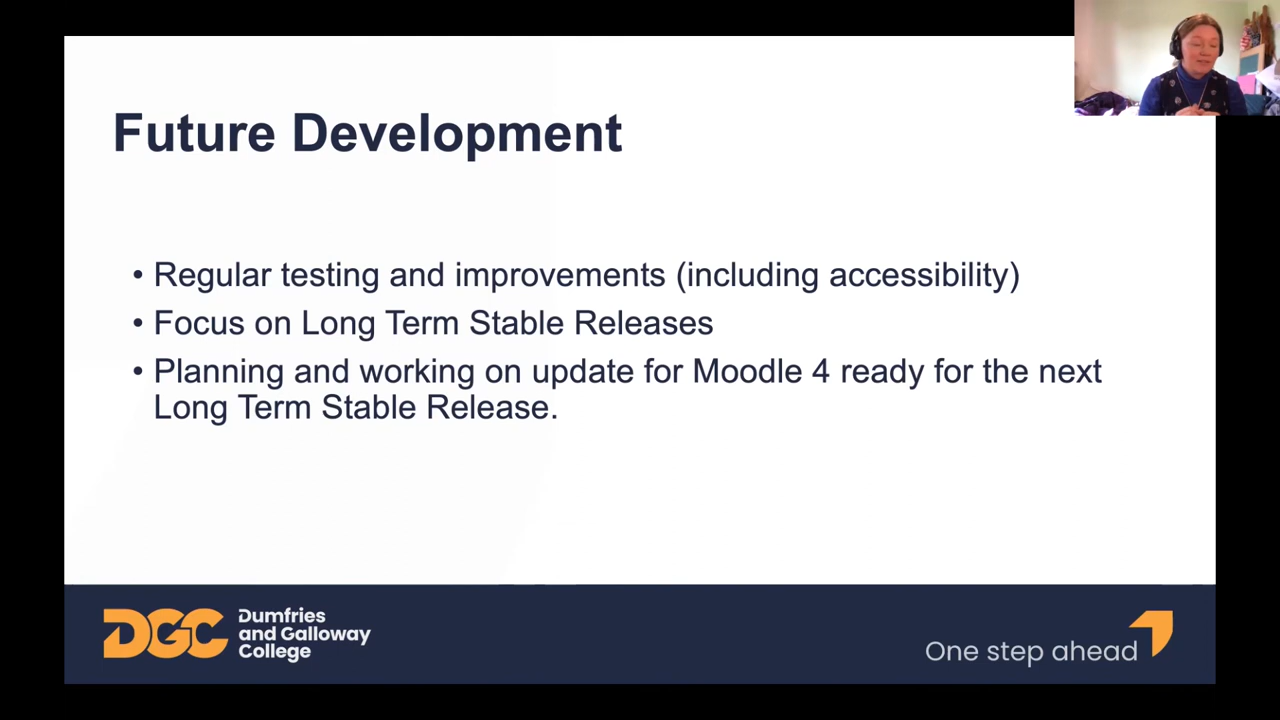 Future Development
• Regular testing and improvements (including accessibility)
• Focus on Long Term Stable Releases
• Planning and working on update for Moodle 4 ready for the next
Long Term Stable Release.
DGC
Dumfries
and Galloway
College
One step ahead